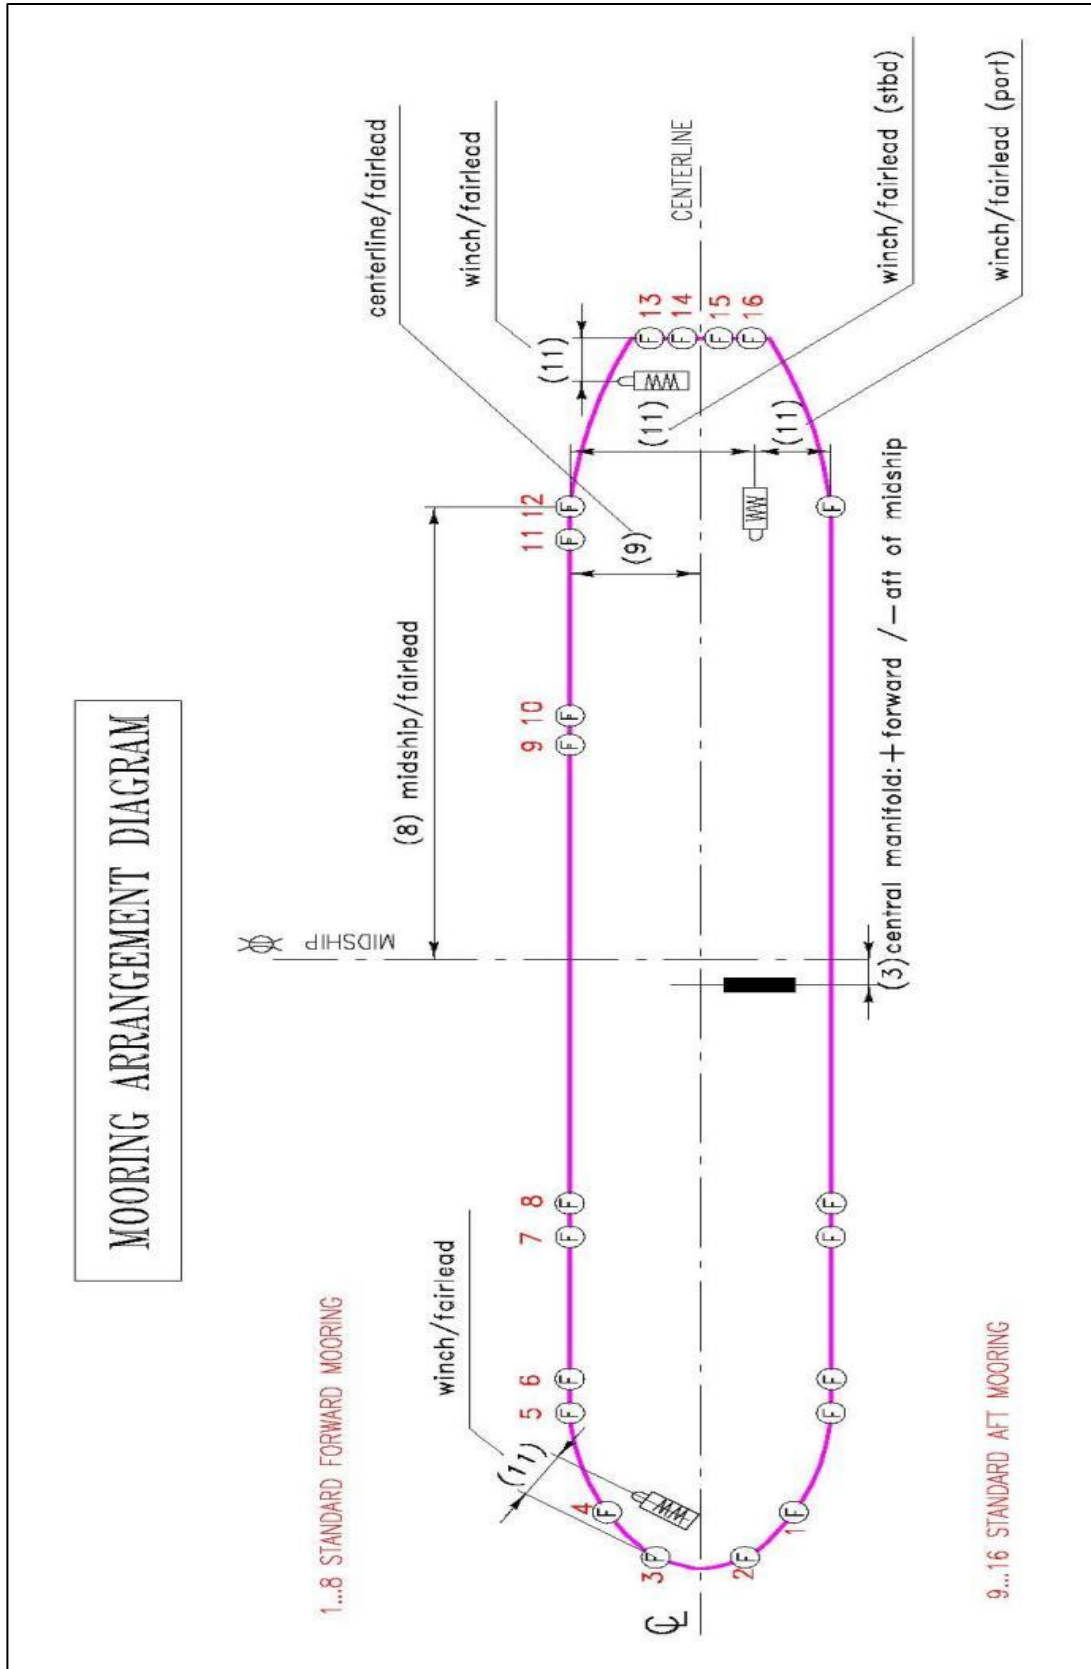 MOORING ARRANGEMENT DIAGRAM
1...8 STANDARD FORWARD MOORING
winch/fairlead
(11)
MIDSHIP
(8) midship/fairlead
centerline/fairlead
winch/fairlead
(11)
5 6
7 8
9 10
11 12
F F F F F F F F
4
F
3
F
(9)
(11)
13
F
14
F
CL
CENTERLINE
15
F
16
F
2
F
1
F
(11)
winch/fairlead (stbd)
F F F F F
(3)central manifold:+forward /-aft of midship
winch/fairlead (port)
9...16 STANDARD AFT MOORING